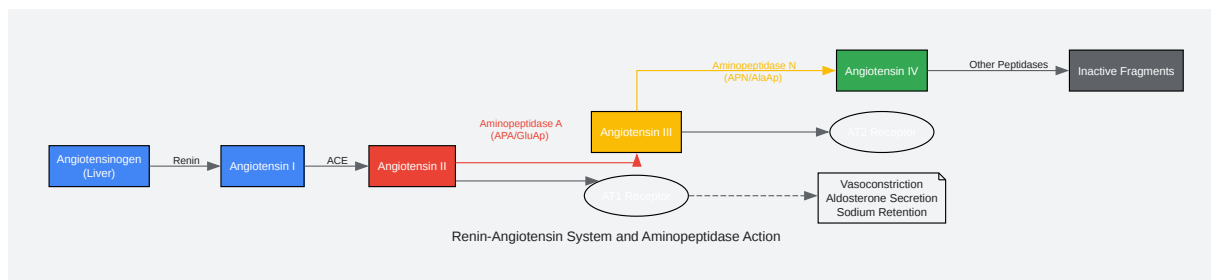 Angiotensinogen
(Liver)
Renin
Angiotensin I
ACE
Angiotensin II
Aminopeptidase A
(APA/GluAp)
Angiotensin III
Aminopeptidase N
(APN/AlaAp)
Angiotensin IV
Other Peptidases
Inactive Fragments
AT2 Receptor
AT1 Receptor
Vasoconstriction
Aldosterone Secretion
Sodium Retention
Renin-Angiotensin System and Aminopeptidase Action